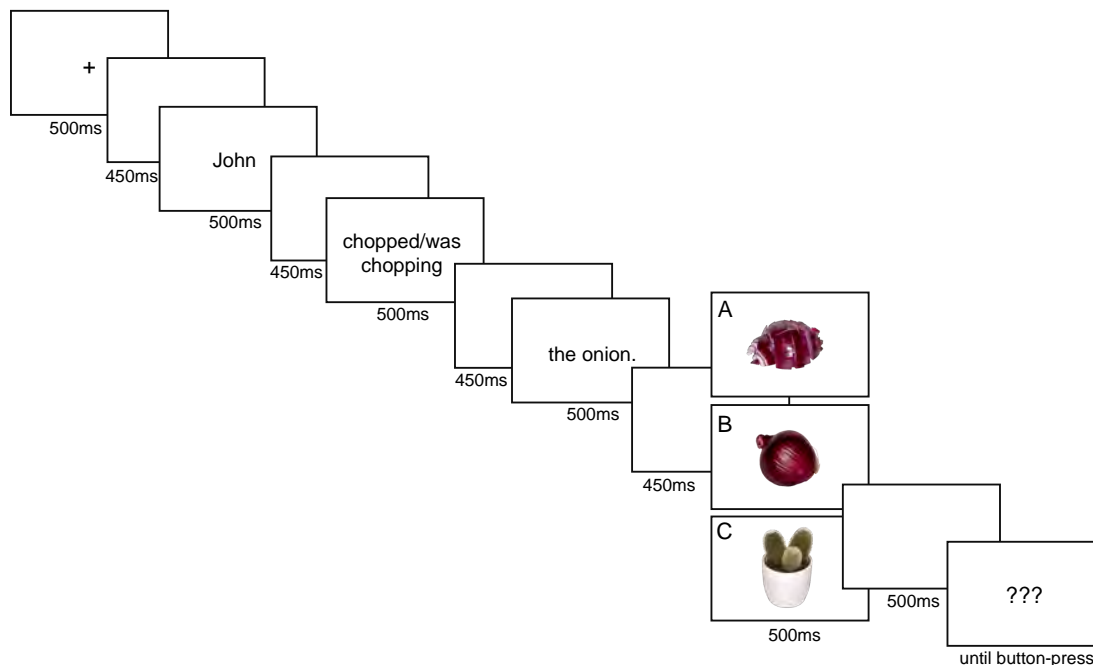 +
500ms
450ms
John
500ms
450ms
chopped/was
chopping
500ms
450ms
the onion.
500ms
450ms
A
B
C
500ms
500ms
???
until button-press